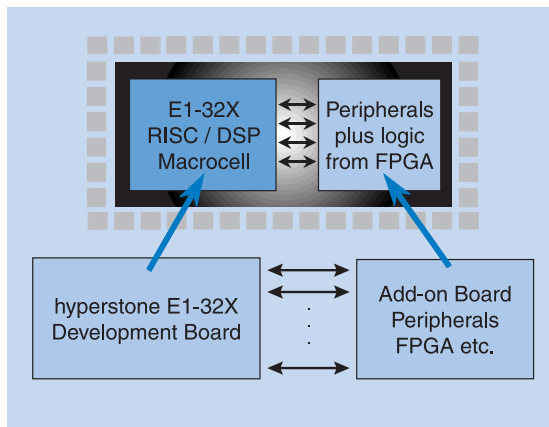 E1-32X
RISC / DSP
Macrocell
Peripherals
plus logic
from FPGA
hyperstone E1-32X
Development Board
Add-on Board
Peripherals
FPGA etc.